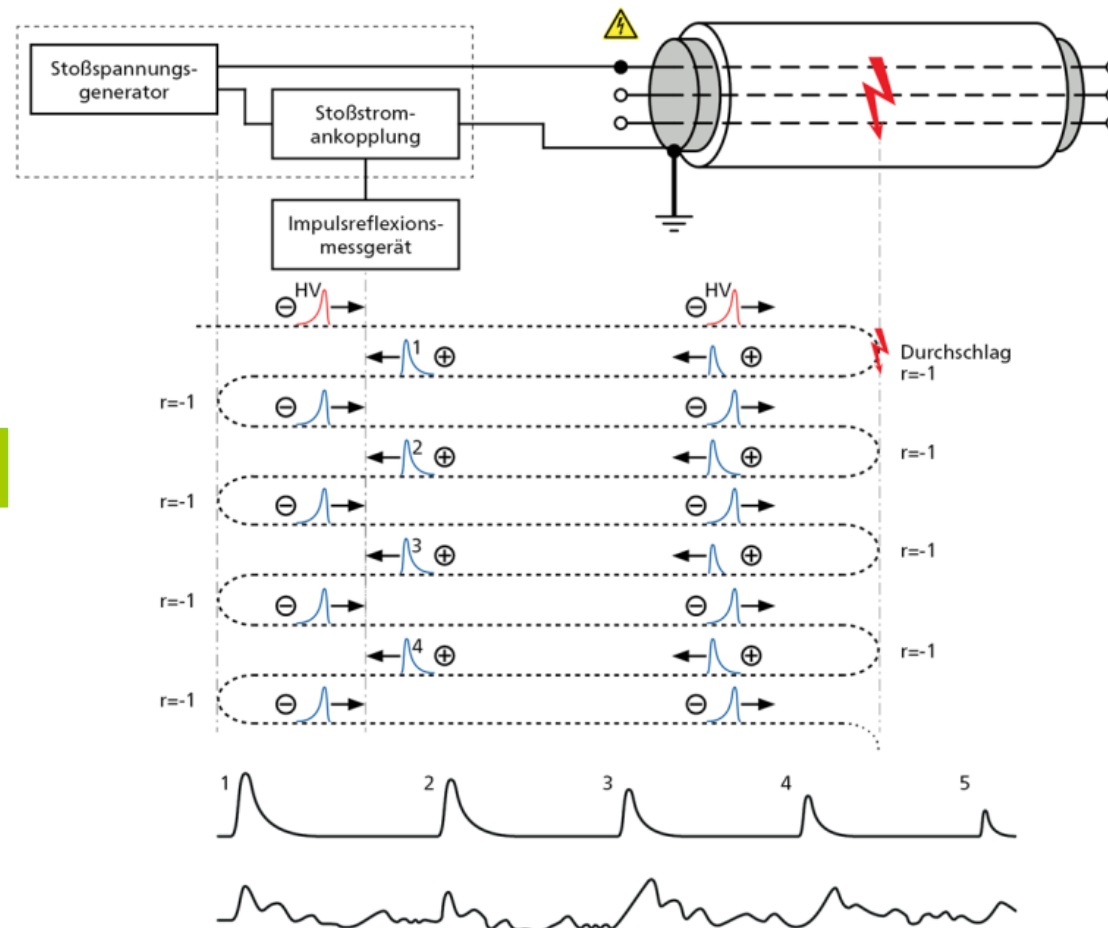 Stoßspannungs-
generator
Stoßstrom-
ankopplung
Impulsreflexions-
messgerät
HV
HV
1
Durchschlag
r=-1
r=-1
2
r=-1
r=-1
3
r=-1
r=-1
4
r=-1
r=-1
1 2 3 4 5